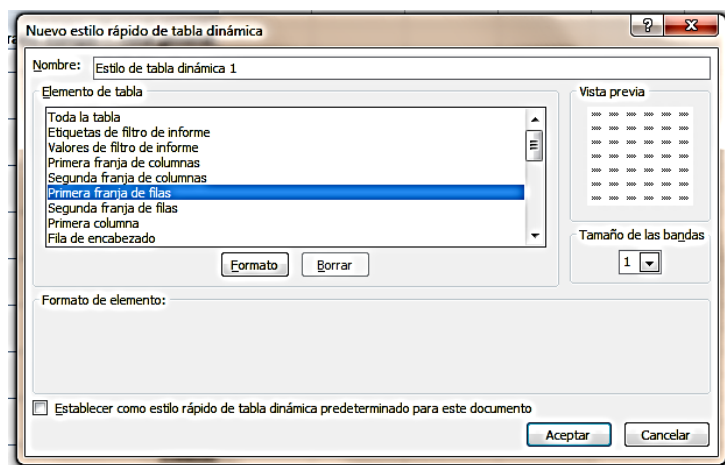 Nuevo estilo rápido de tabla dinámica
Nombre: Estilo de tabla dinámica 1
Elemento de tabla
Toda la tabla
Etiquetas de filtro de informe
Valores de filtro de informe
Primera franja de columnas
Segunda franja de columnas
Primera franja de filas
Segunda franja de filas
Primera columna
Fila de encabezado
Formato Borrar
Vista previa
Tamaño de las bandas
1
Formato de elemento:
Establecer como estilo rápido de tabla dinámica predeterminado para este documento
Aceptar Cancelar